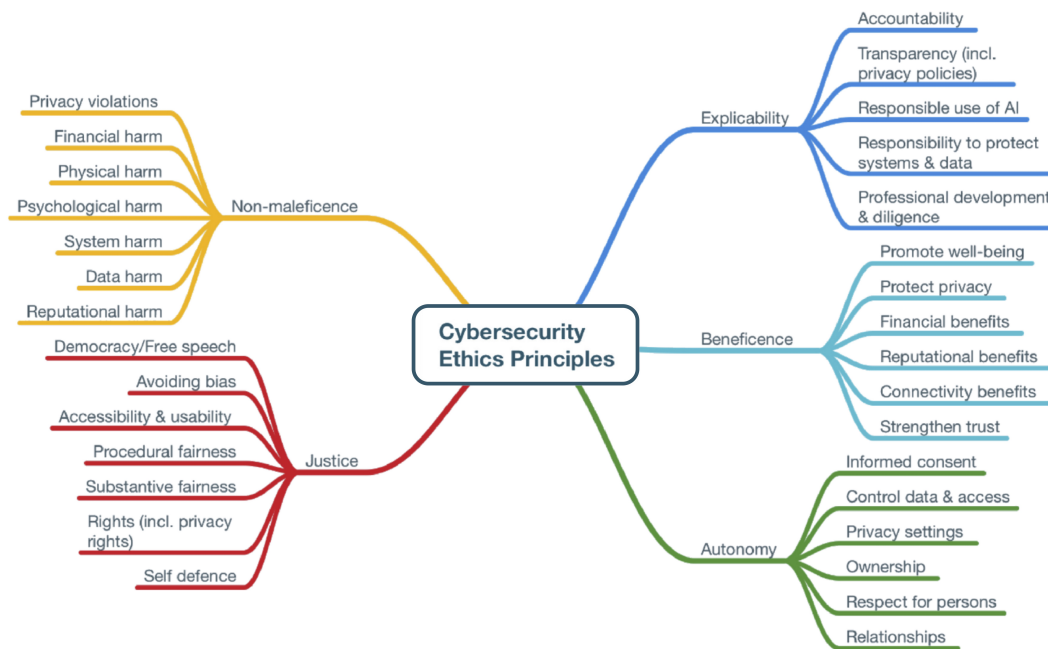 Cybersecurity
Ethics Principles
Explicability
Accountability
Transparency (incl.
privacy policies)
Responsible use of AI
Responsibility to protect
systems & data
Professional development
& diligence
Beneficence
Promote well-being
Protect privacy
Financial benefits
Reputational benefits
Connectivity benefits
Strengthen trust
Autonomy
Informed consent
Control data & access
Privacy settings
Ownership
Respect for persons
Relationships
Non-maleficence
Privacy violations
Financial harm
Physical harm
Psychological harm
System harm
Data harm
Reputational harm
Justice
Democracy/Free speech
Avoiding bias
Accessibility & usability
Procedural fairness
Substantive fairness
Rights (incl. privacy
rights)
Self defence